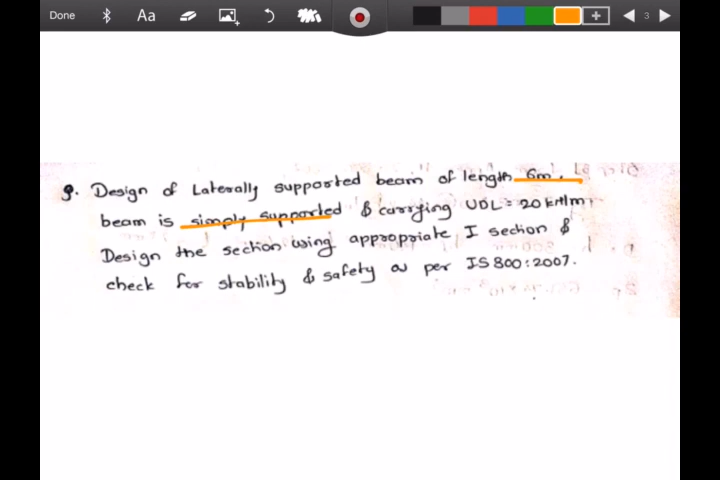 Done Aa 3
g. Design of Laterally supported beam of length 6m,
beam is simply supported & carrying UDL = 20 kN/m,
Design the section using appropriate I section &
check for stability & safety as per IS 800:2007.